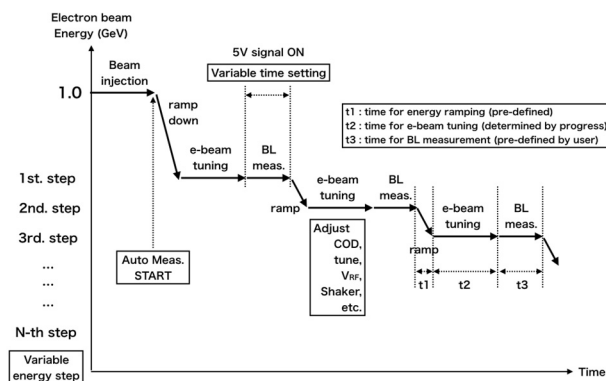 Electron beam
Energy (GeV)
5V signal ON
Variable time setting
Beam
injection
1.0
ramp
down
t1 : time for energy ramping (pre-defined)
t2 : time for e-beam tuning (determined by progress)
t3 : time for BL measurement (pre-defined by user)
e-beam
tuning
BL
meas.
1st. step
e-beam
tuning
BL
meas.
2nd. step
ramp
e-beam
tuning
BL
meas.
3rd. step
ramp
Adjust
COD,
tune,
VRF,
Shaker,
etc.
Auto Meas.
START
t1
t2
t3
...
...
...
N-th step
Variable
energy step
Time